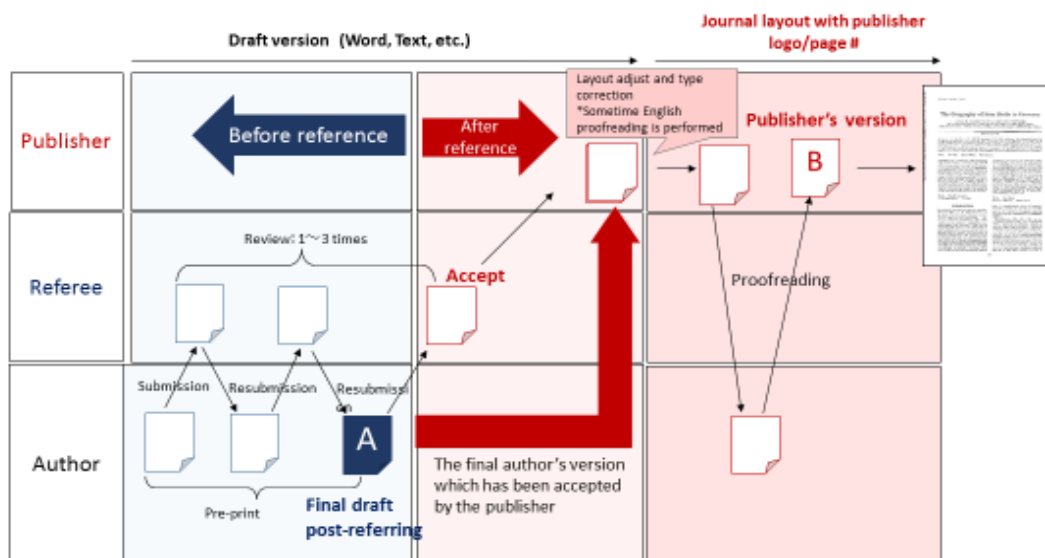 Draft version (Word, Text, etc.)
Journal layout with publisher
logo/page #
Publisher
Before reference
After
reference
Layout adjust and type
correction
*Sometime English
proofreading is performed
Publisher's version
B
Referee
Review: 1～3 times
Accept
Proofreading
Submission
Resubmission
Resubmissi
on
Author
A
Pre-print
Final draft
post-referring
The final author's version
which has been accepted
by the publisher